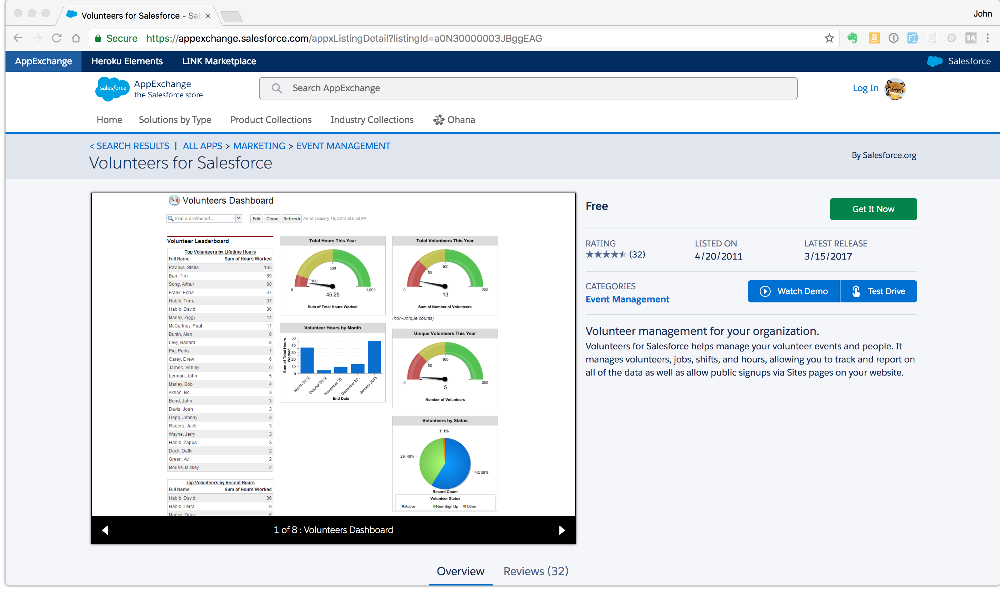 Volunteers for Salesforce - Sal
John
Secure
https://appexchange.salesforce.com/appxListingDetail?listingId=a0N30000003JBggEAG
AppExchange
Heroku Elements
LINK Marketplace
Salesforce
salesforce
AppExchange
the Salesforce store
Search AppExchange
Log In
Home
Solutions by Type
Product Collections
Industry Collections
Ohana
< SEARCH RESULTS | ALL APPS > MARKETING > EVENT MANAGEMENT
Volunteers for Salesforce
By Salesforce.org
Volunteers Dashboard
Find a dashboard...
Edit
Clone
Refresh
As of January 16, 2013 at 5:58 PM
Volunteer Leaderboard
Top Volunteers by Lifetime Hours
Full Name Sum of Hours Worked
Pavlova, Stella 165
Barr, Tim 69
Song, Arthur 60
Frank, Edna 47
Habib, Terra 37
Habib, David 36
Marley, Ziggy 11
McCartney, Paul 11
Bunin, Alan 8
Levy, Babara 8
Pig, Porky 7
Carey, Drew 6
James, Ashley 6
Lennon, John 5
Marley, Bob 4
Akson, Bo 3
Bond, John 3
Davis, Josh 3
Depp, Johnny 3
Rogers, Jack 3
Wayne, Jerry 3
Habib, Zappa 3
Duck, Daffy 2
Green, Avi 2
Mouse, Mickey 2
Top Volunteers by Recent Hours
Full Name Sum of Hours Worked
Habib, David 36
Habib, Terra 9
Marley, Ziggy 6
Total Hours This Year
500
100
0
1,000
45.25
Sum of Total Hours Worked
Volunteer Hours by Month
Sum of Total Hours
Worked
50
40
30
20
10
0
March 2012
October 2012
November 20..
December 20..
January 2013
End Date
Total Volunteers This Year
100
50
0
200
13
Sum of Number of Volunteers
(non-unique counts)
Unique Volunteers This Year
100
50
0
200
5
Number of Volunteers
Volunteers by Status
1: 1%
29: 40%
43: 59%
Record Count
Volunteer Status
Active
New Sign Up
Other
1 of 8 : Volunteers Dashboard
Free
Get It Now
RATING
(32)
LISTED ON
4/20/2011
LATEST RELEASE
3/15/2017
CATEGORIES
Event Management
Watch Demo
Test Drive
Volunteer management for your organization.
Volunteers for Salesforce helps manage your volunteer events and people. It
manages volunteers, jobs, shifts, and hours, allowing you to track and report on
all of the data as well as allow public signups via Sites pages on your website.
Overview
Reviews (32)